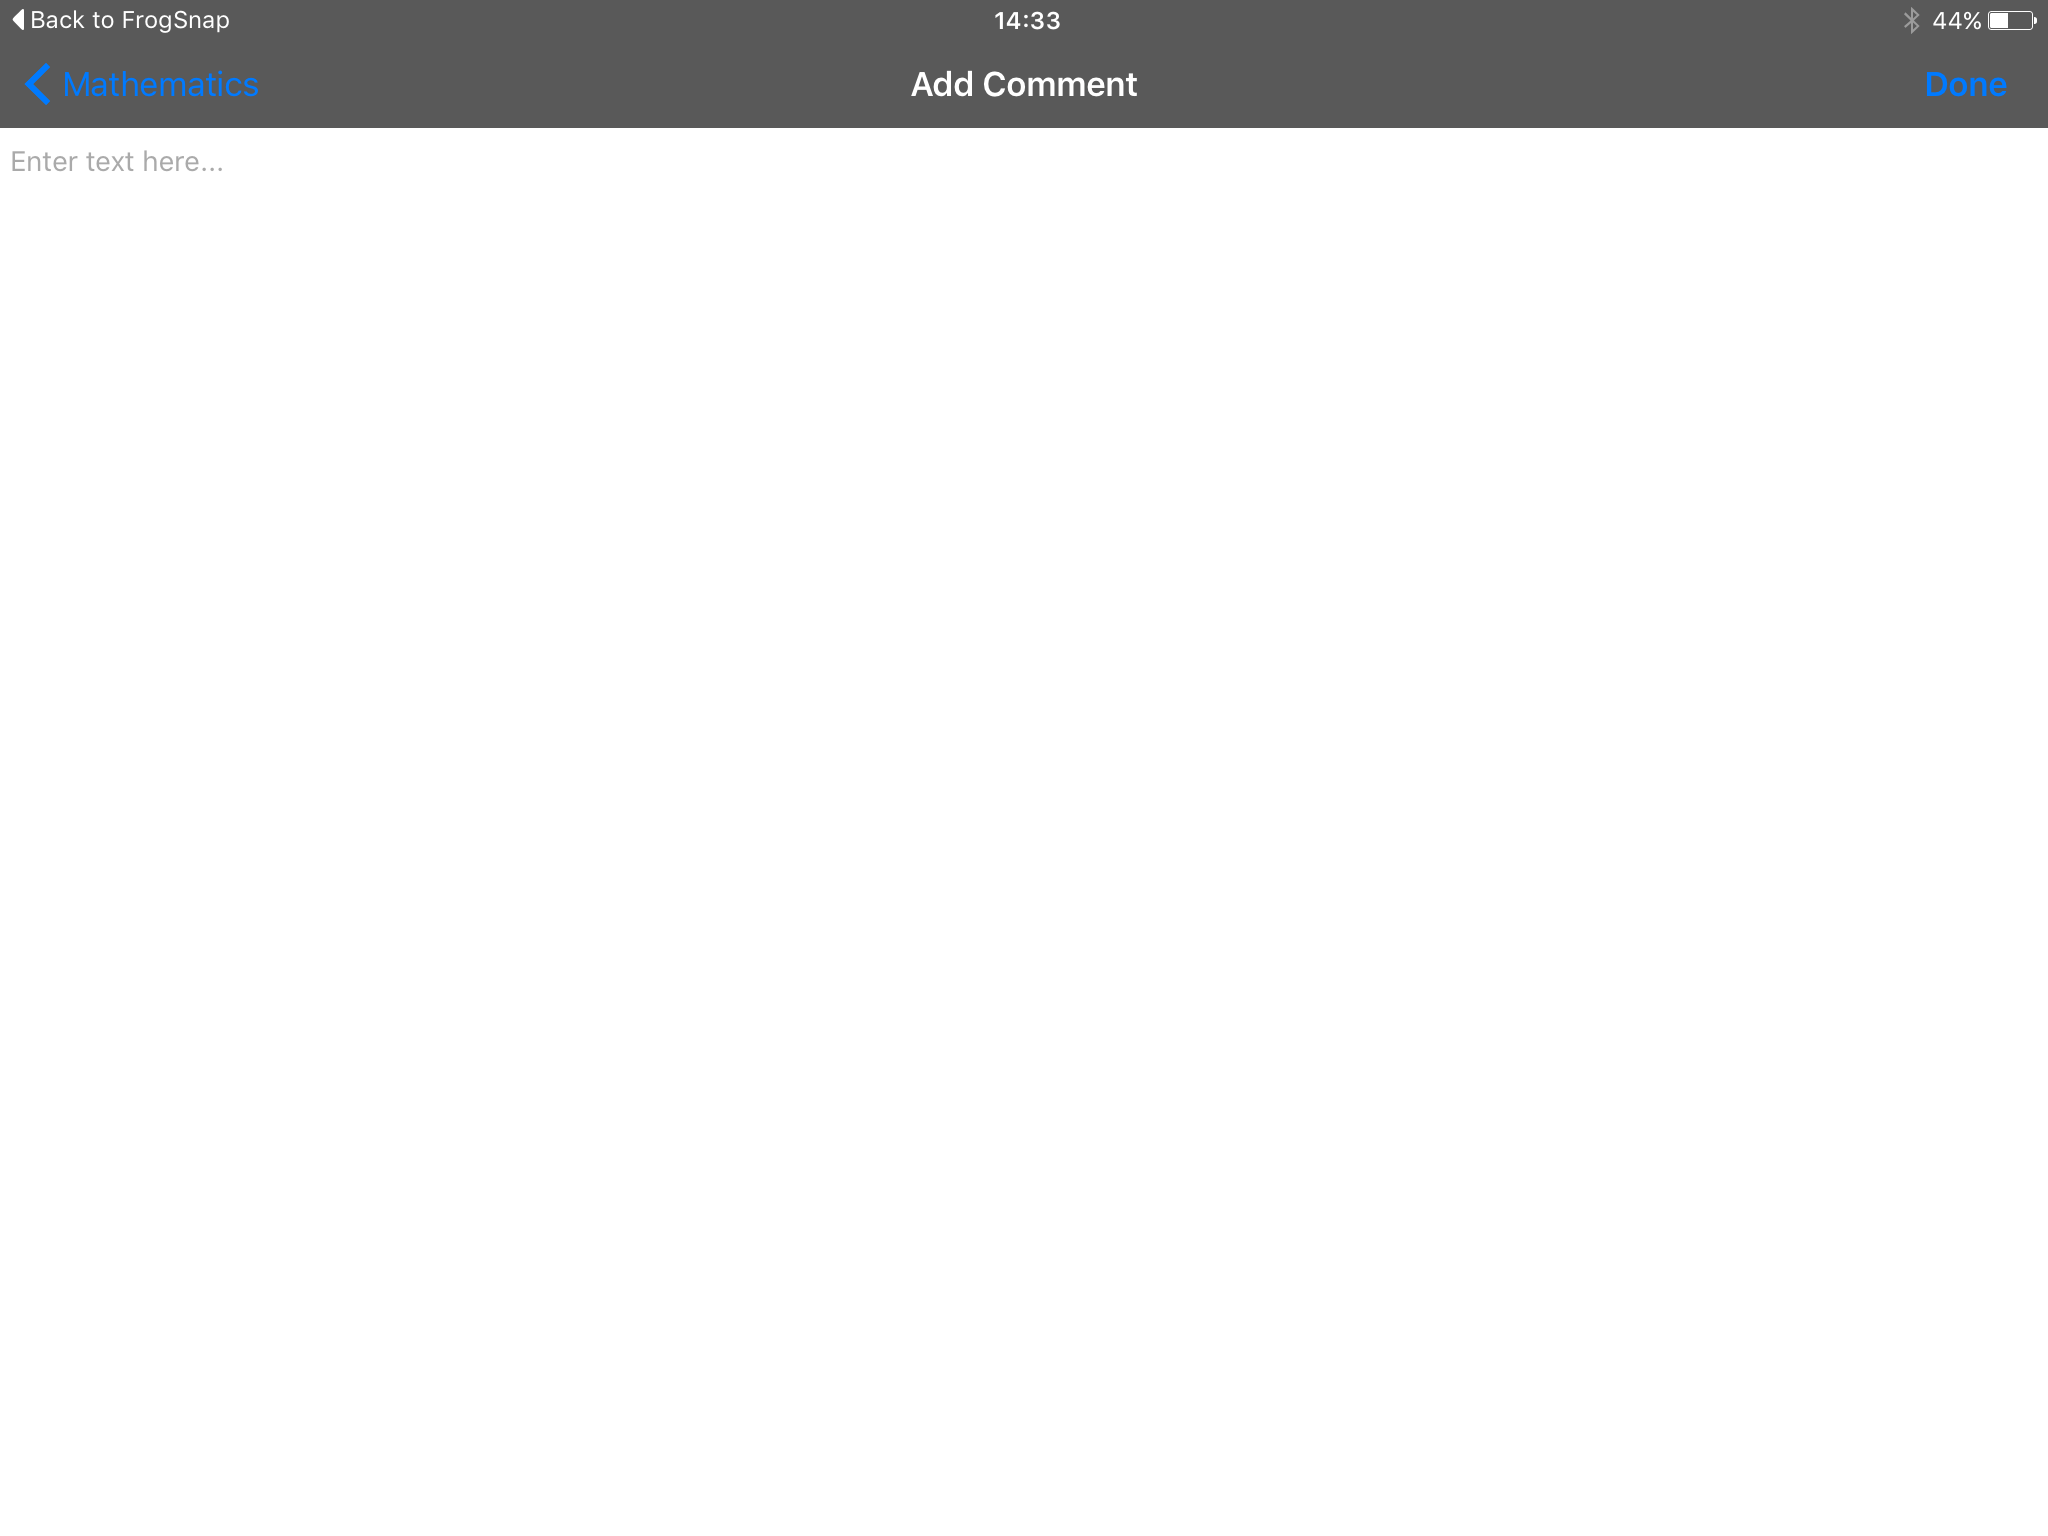 Back to FrogSnap 14:33 44%
Mathematics Add Comment Done
Enter text here...